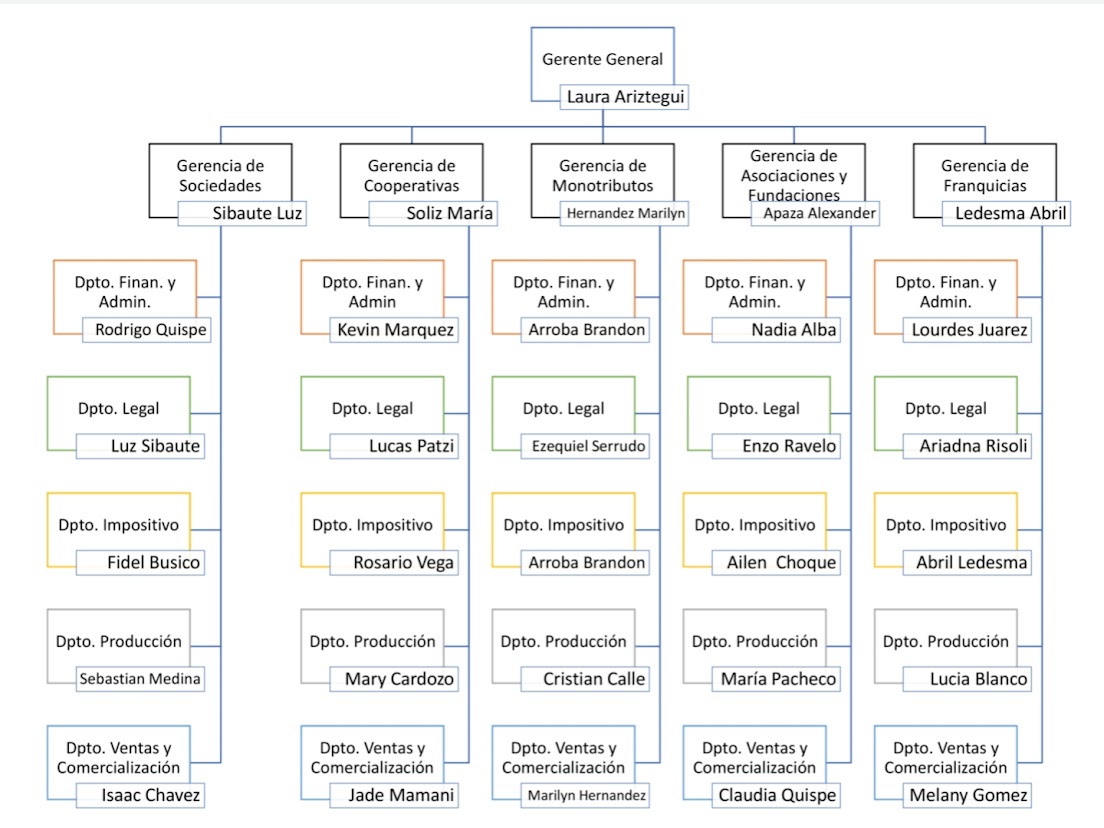 Gerente General
Laura Ariztegui
Gerencia de
Sociedades
Sibaute Luz
Gerencia de
Cooperativas
Soliz María
Gerencia de
Monotributos
Hernandez Marilyn
Gerencia de
Asociaciones y
Fundaciones
Apaza Alexander
Gerencia de
Franquicias
Ledesma Abril
Dpto. Finan. y
Admin.
Rodrigo Quispe
Dpto. Finan. y
Admin
Kevin Marquez
Dpto. Finan. y
Admin.
Arroba Brandon
Dpto. Finan. y
Admin.
Nadia Alba
Dpto. Finan. y
Admin.
Lourdes Juarez
Dpto. Legal
Luz Sibaute
Dpto. Legal
Lucas Patzi
Dpto. Legal
Ezequiel Serrudo
Dpto. Legal
Enzo Ravelo
Dpto. Legal
Ariadna Risoli
Dpto. Impositivo
Fidel Busico
Dpto. Impositivo
Rosario Vega
Dpto. Impositivo
Arroba Brandon
Dpto. Impositivo
Ailen Choque
Dpto. Impositivo
Abril Ledesma
Dpto. Producción
Sebastian Medina
Dpto. Producción
Mary Cardozo
Dpto. Producción
Cristian Calle
Dpto. Producción
María Pacheco
Dpto. Producción
Lucia Blanco
Dpto. Ventas y
Comercialización
Isaac Chavez
Dpto. Ventas y
Comercialización
Jade Mamani
Dpto. Ventas y
Comercialización
Marilyn Hernandez
Dpto. Ventas y
Comercialización
Claudia Quispe
Dpto. Ventas y
Comercialización
Melany Gomez